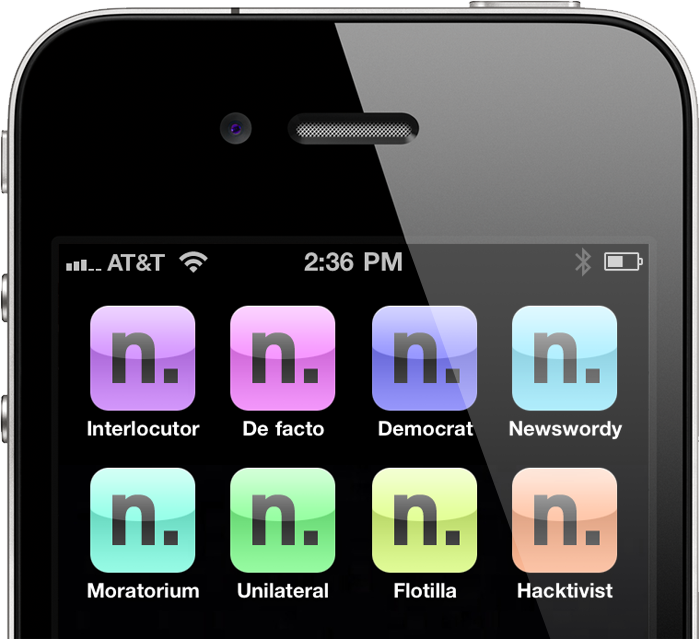 AT&T 2:36 PM
n. n. n. n.
Interlocutor De facto Democrat Newswordy
n. n. n. n.
Moratorium Unilateral Flotilla Hacktivist